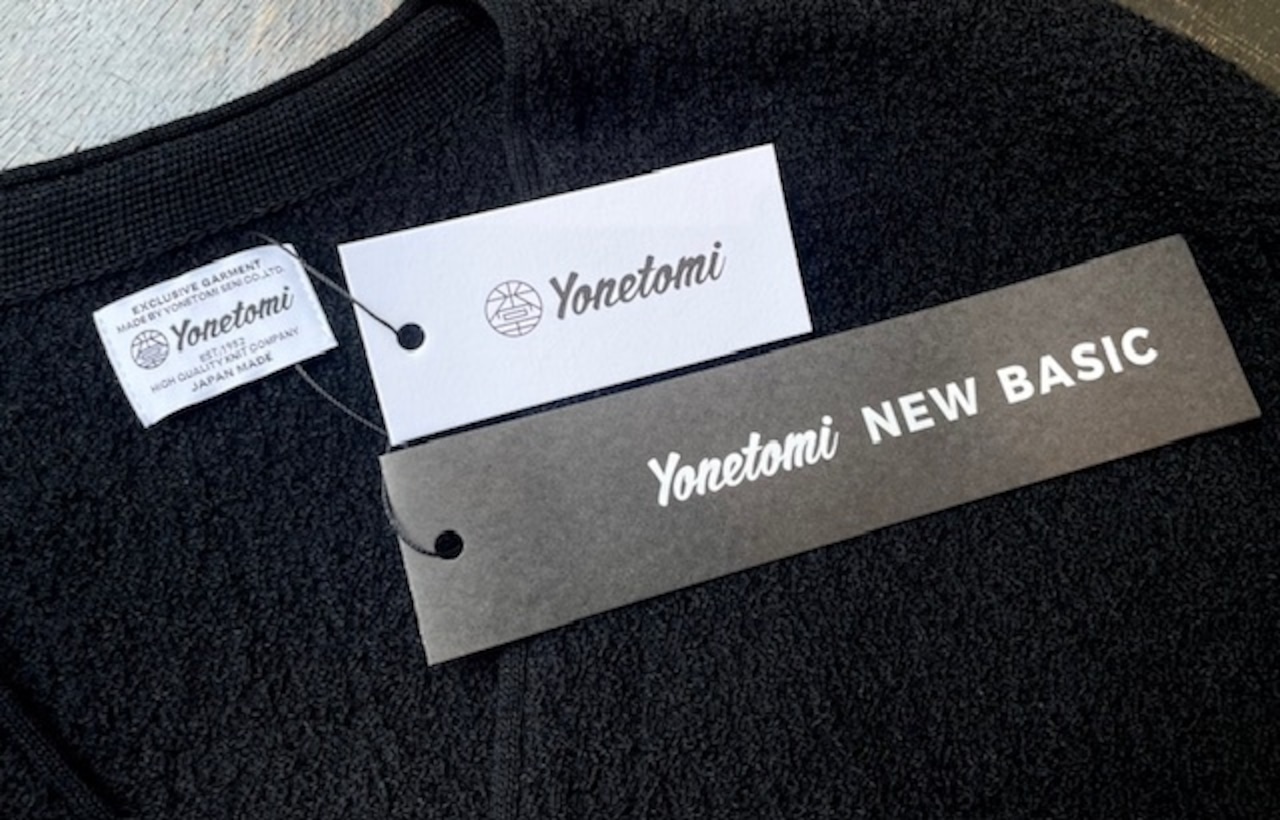 EXCLUSIVE GARMENT
MADE BY YONETOMI SENI CO.,LTD.
Yonetomi
EST.1952
HIGH QUALITY KNIT COMPANY
JAPAN MADE
Yonetomi
Yonetomi NEW BASIC